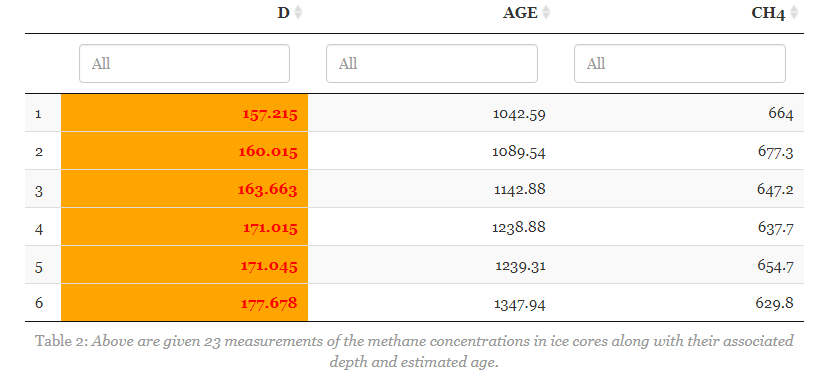 D AGE CH4
All All All
1 157.215 1042.59 664
2 160.015 1089.54 677.3
3 163.663 1142.88 647.2
4 171.015 1238.88 637.7
5 171.045 1239.31 654.7
6 177.678 1347.94 629.8
Table 2: Above are given 23 measurements of the methane concentrations in ice cores along with their associated
depth and estimated age.